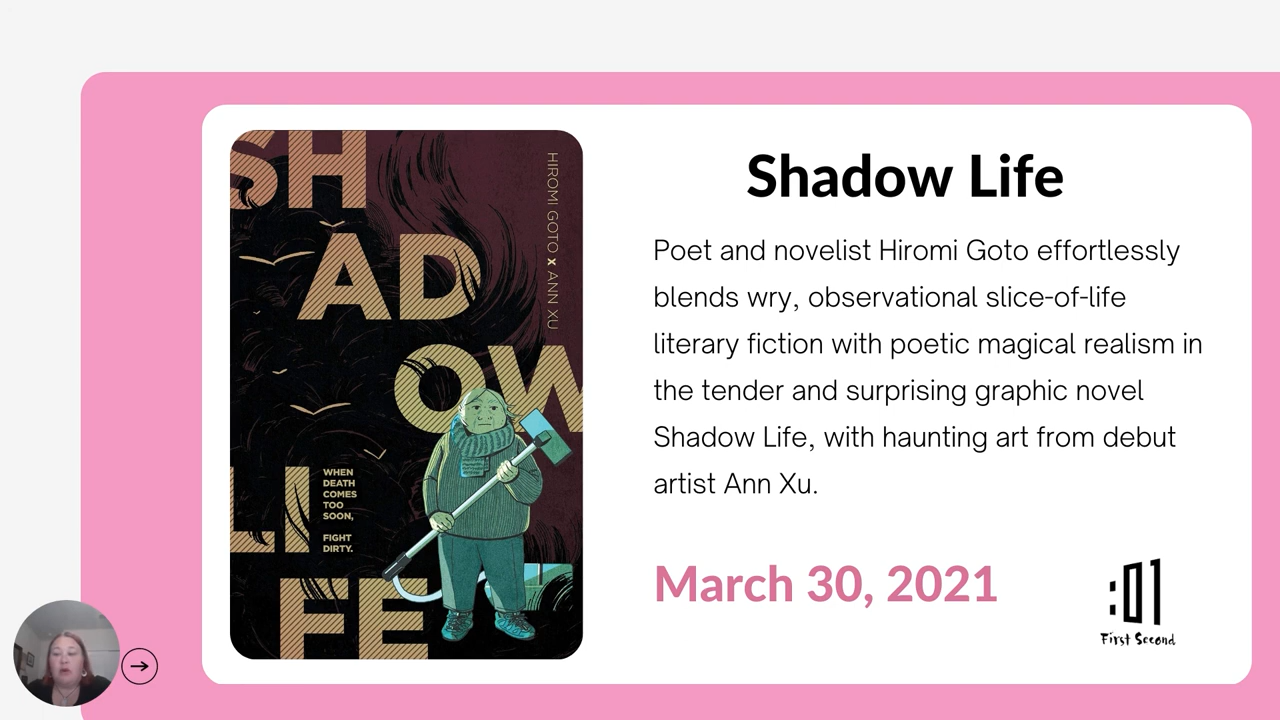 SH
AD
OW
LI
FE
HIROMI GOTO x ANN XU
WHEN
DEATH
COMES
TOO
SOON,
FIGHT
DIRTY.
Shadow Life
Poet and novelist Hiromi Goto effortlessly
blends wry, observational slice-of-life
literary fiction with poetic magical realism in
the tender and surprising graphic novel
Shadow Life, with haunting art from debut
artist Ann Xu.
March 30, 2021
:01
First Second